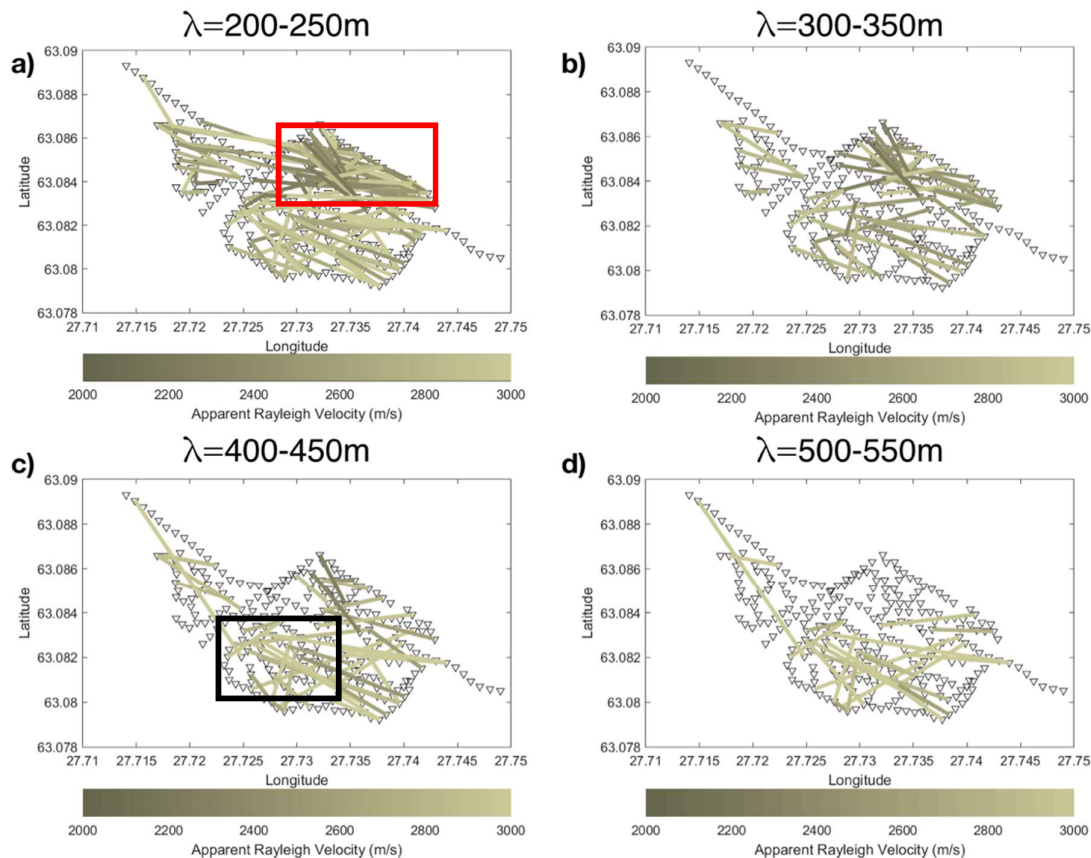 λ=200-250m
a)
63.09
63.088
63.086
63.084
63.082
63.08
63.078
Latitude
27.71 27.715 27.72 27.725 27.73 27.735 27.74 27.745 27.75
Longitude
2000 2200 2400 2600 2800 3000
Apparent Rayleigh Velocity (m/s)
λ=300-350m
b)
63.09
63.088
63.086
63.084
63.082
63.08
63.078
Latitude
27.71 27.715 27.72 27.725 27.73 27.735 27.74 27.745 27.75
Longitude
2000 2200 2400 2600 2800 3000
Apparent Rayleigh Velocity (m/s)
λ=400-450m
c)
63.09
63.088
63.086
63.084
63.082
63.08
63.078
Latitude
27.71 27.715 27.72 27.725 27.73 27.735 27.74 27.745 27.75
Longitude
2000 2200 2400 2600 2800 3000
Apparent Rayleigh Velocity (m/s)
λ=500-550m
d)
63.09
63.088
63.086
63.084
63.082
63.08
63.078
Latitude
27.71 27.715 27.72 27.725 27.73 27.735 27.74 27.745 27.75
Longitude
2000 2200 2400 2600 2800 3000
Apparent Rayleigh Velocity (m/s)